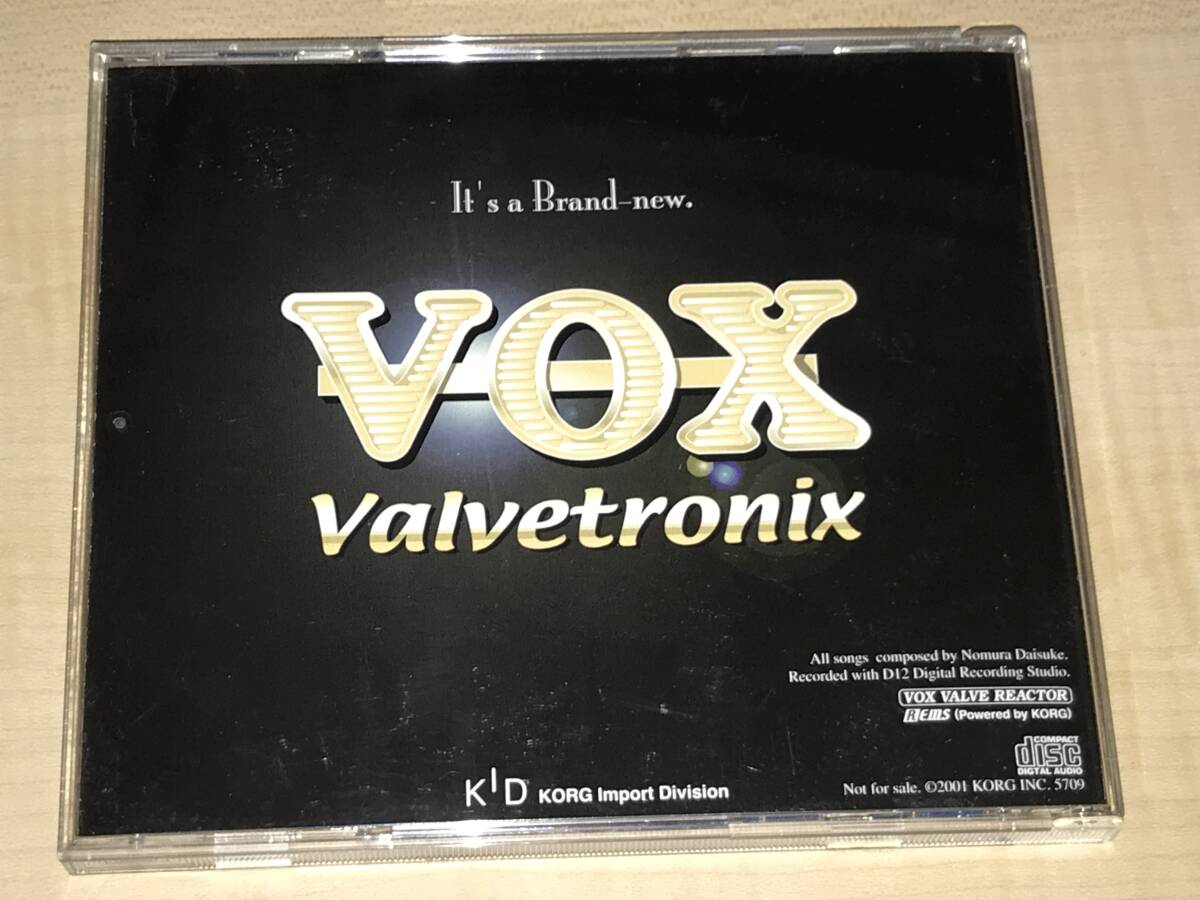 It's a Brand-new.
VOX
Valvetronix
All songs composed by Nomura Daisuke.
Recorded with D12 Digital Recording Studio.
VOX VALVE REACTOR
REMS (Powered by KORG)
COMPACT
disc
DIGITAL AUDIO
KID KORG Import Division
Not for sale. ©2001 KORG INC. 5709